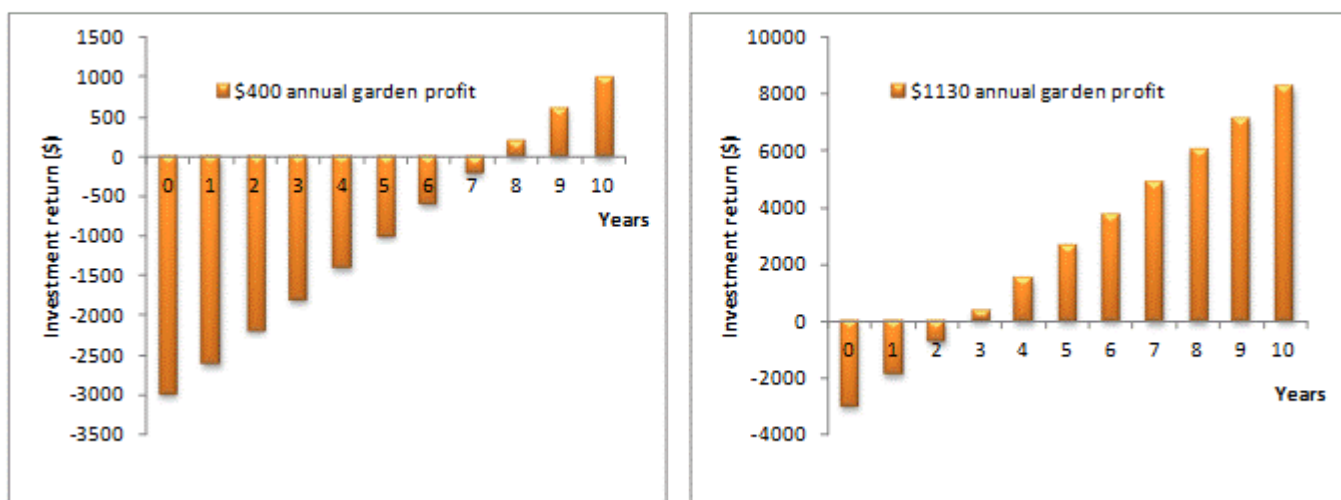 1500
1000
500
0
-500
-1000
-1500
-2000
-2500
-3000
-3500
Investment return ($)
$400 annual garden profit
0 1 2 3 4 5 6 7 8 9 10
Years
10000
8000
6000
4000
2000
0
-2000
-4000
Investment return ($)
$1130 annual garden profit
0 1 2 3 4 5 6 7 8 9 10
Years